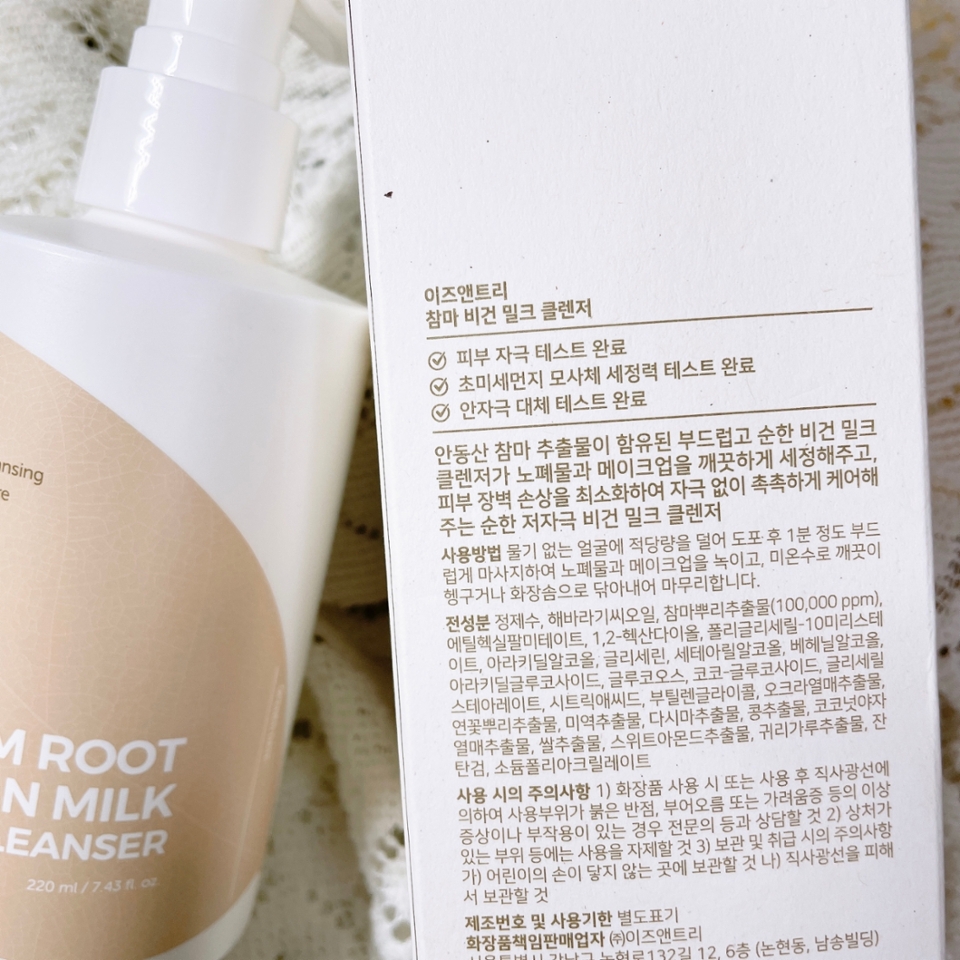 ansing
re
M ROOT
N MILK
LEANSER
220 ml / 7.43 fl. oz.
이즈앤트리
참마 비건 밀크 클렌저
피부 자극 테스트 완료
초미세먼지 모사체 세정력 테스트 완료
안자극 대체 테스트 완료
안동산 참마 추출물이 함유된 부드럽고 순한 비건 밀크
클렌저가 노폐물과 메이크업을 깨끗하게 세정해주고,
피부 장벽 손상을 최소화하여 자극 없이 촉촉하게 케어해
주는 순한 저자극 비건 밀크 클렌저
사용방법 물기 없는 얼굴에 적당량을 덜어 도포 후 1분 정도 부드
럽게 마사지하여 노폐물과 메이크업을 녹이고, 미온수로 깨끗이
헹구거나 화장솜으로 닦아내어 마무리합니다.
전성분 정제수, 해바라기씨오일, 참마뿌리추출물(100,000 ppm),
에틸헥실팔미테이트, 1,2-헥산다이올, 폴리글리세릴-10미리스테
이트, 아라키딜알코올, 글리세린, 세테아릴알코올, 베헤닐알코올,
아라키딜글루코사이드, 글루코오스, 코코-글루코사이드, 글리세릴
스테아레이트, 시트릭애씨드, 부틸렌글라이콜, 오크라열매추출물,
연꽃뿌리추출물, 미역추출물, 다시마추출물, 콩추출물, 코코넛야자
열매추출물, 쌀추출물, 스위트아몬드추출물, 귀리가루추출물, 잔
탄검, 소듐폴리아크릴레이트
사용 시의 주의사항 1) 화장품 사용 시 또는 사용 후 직사광선에
의하여 사용부위가 붉은 반점, 부어오름 또는 가려움증 등의 이상
증상이나 부작용이 있는 경우 전문의 등과 상담할 것 2) 상처가
있는 부위 등에는 사용을 자제할 것 3) 보관 및 취급 시의 주의사항
가) 어린이의 손이 닿지 않는 곳에 보관할 것 나) 직사광선을 피해
서 보관할 것
제조번호 및 사용기한 별도표기
화장품책임판매업자 ㈜이즈앤트리
서울특별시 강남구 논현로132길 12, 6층 (논현동, 남송빌딩)